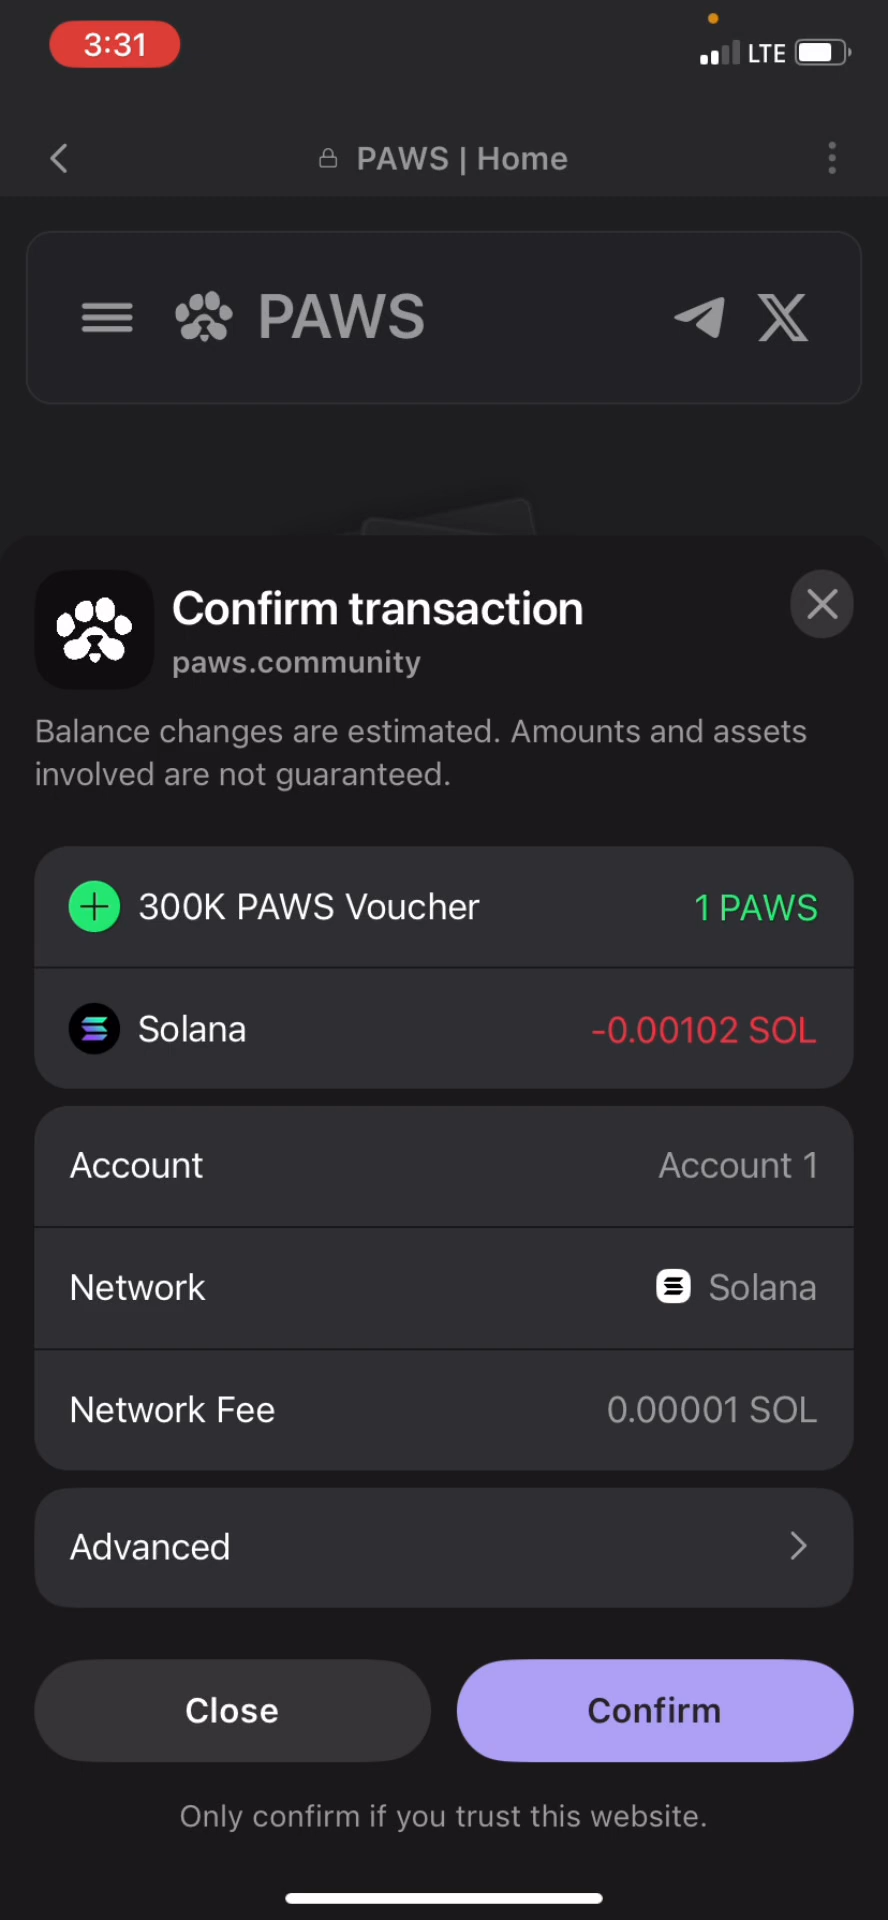 3:31
LTE
PAWS | Home
PAWS
Confirm transaction
paws.community
Balance changes are estimated. Amounts and assets
involved are not guaranteed.
300K PAWS Voucher 1 PAWS
Solana -0.00102 SOL
Account Account 1
Network Solana
Network Fee 0.00001 SOL
Advanced
Close Confirm
Only confirm if you trust this website.